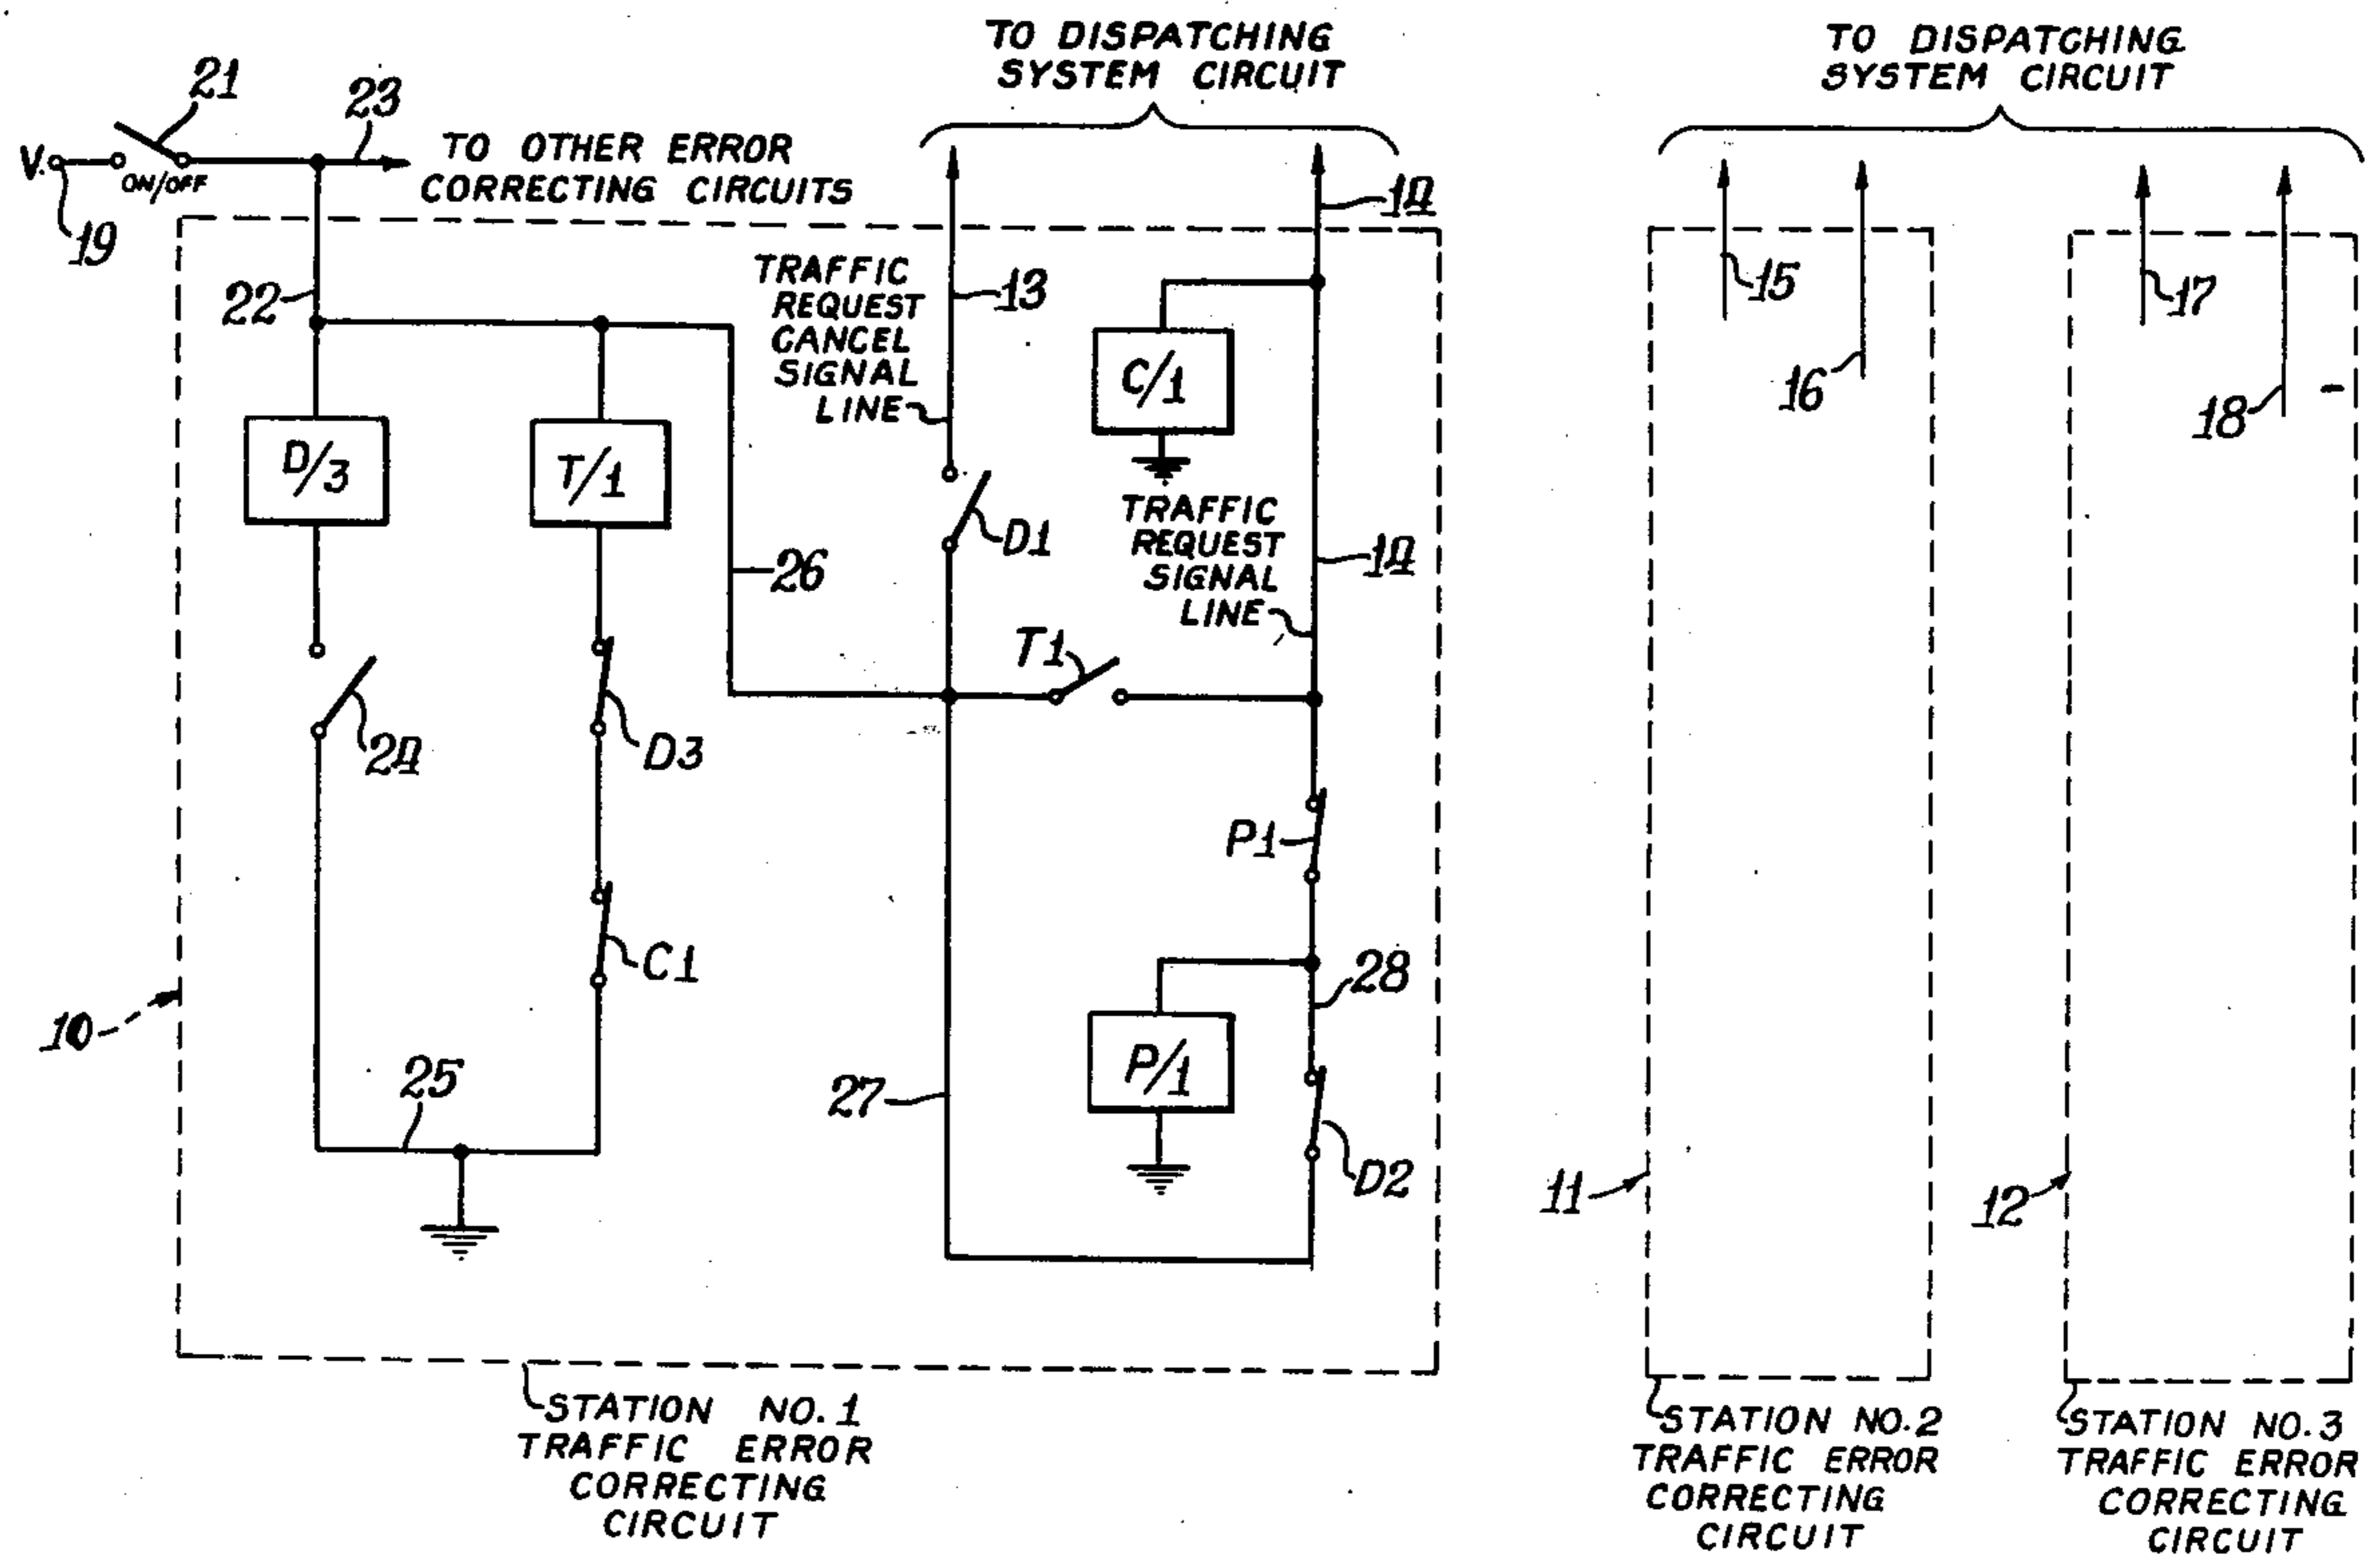 TO DISPATCHING
SYSTEM CIRCUIT
TO DISPATCHING
SYSTEM CIRCUIT
21
23
V.
ON/OFF
TO OTHER ERROR
CORRECTING CIRCUITS
19
14
22
TRAFFIC
REQUEST
CANCEL
SIGNAL
LINE
13
C/1
15
16
17
18
D/3
T/1
D1
TRAFFIC
REQUEST
SIGNAL
LINE
14
26
T1
24
D3
P1
C1
28
10
25
27
P/1
D2
11
12
STATION NO. 1
TRAFFIC ERROR
CORRECTING
CIRCUIT
STATION NO. 2
TRAFFIC ERROR
CORRECTING
CIRCUIT
STATION NO. 3
TRAFFIC ERROR
CORRECTING
CIRCUIT